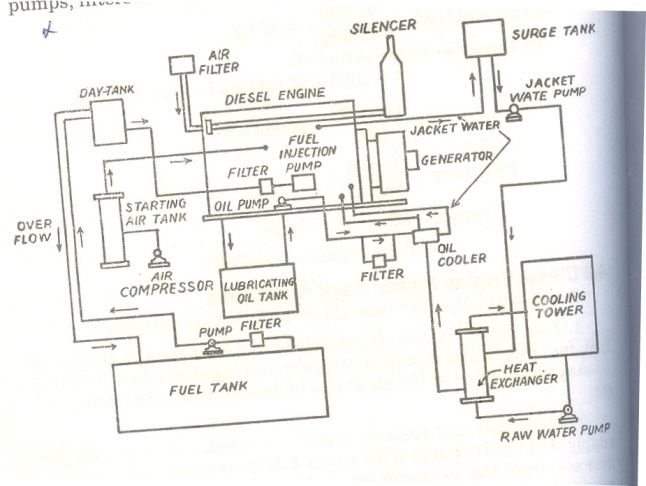 pumps,
SILENCER
SURGE TANK
AIR
FILTER
DAY-TANK
DIESEL ENGINE
JACKET
WATE PUMP
JACKET WATER
FUEL
INJECTION
PUMP
GENERATOR
FILTER
OIL PUMP
STARTING
AIR TANK
OVER
FLOW
OIL
COOLER
AIR
COMPRESSOR
FILTER
LUBRICATING
OIL TANK
COOLING
TOWER
PUMP
FILTER
HEAT
EXCHANGER
FUEL TANK
RAW WATER PUMP